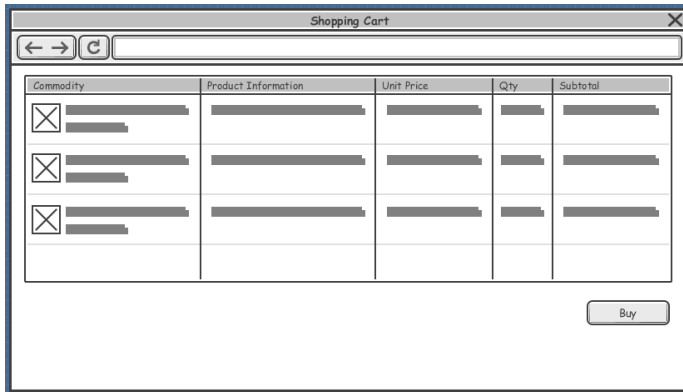 Shopping Cart
Commodity Product Information Unit Price Qty Subtotal
Buy